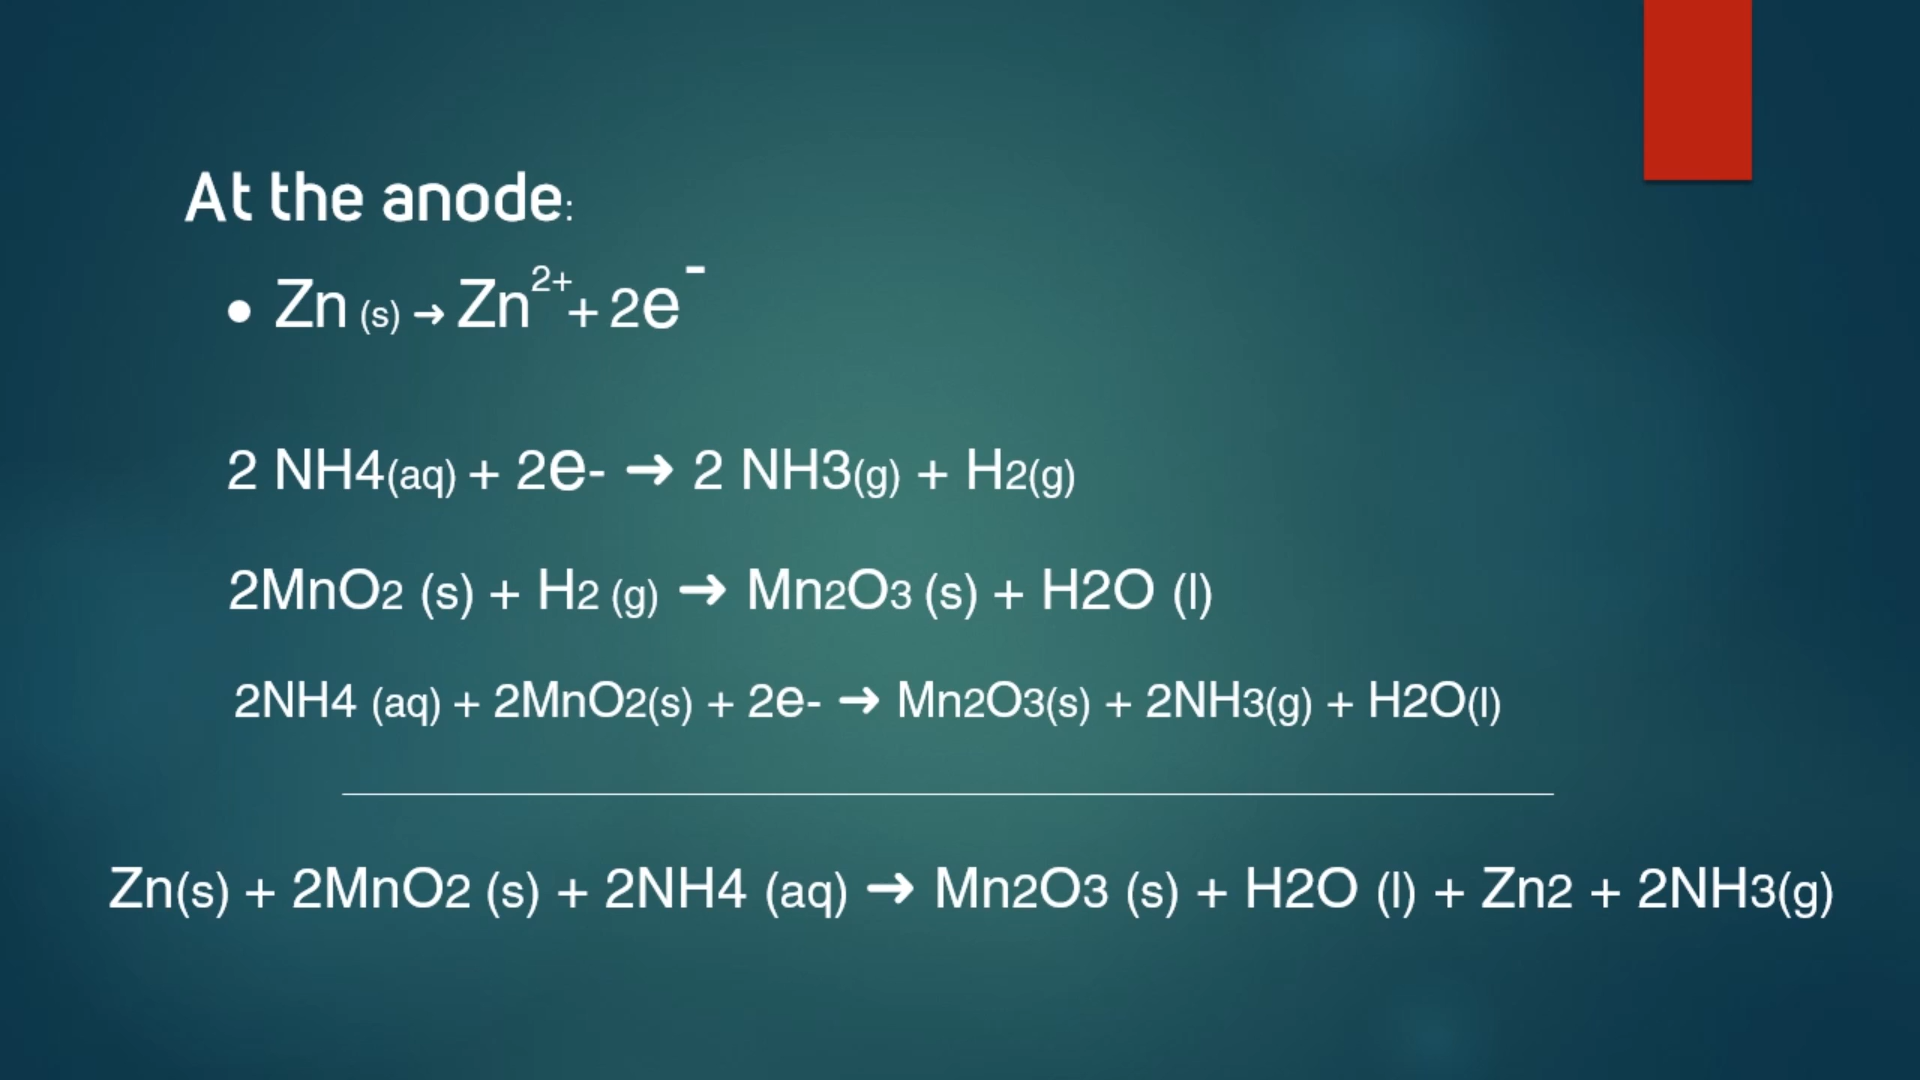 At the anode:
• Zn (s) → Zn²⁺ + 2e⁻
2 NH4(aq) + 2e- → 2 NH3(g) + H2(g)
2MnO2 (s) + H2 (g) → Mn2O3 (s) + H2O (l)
2NH4 (aq) + 2MnO2(s) + 2e- → Mn2O3(s) + 2NH3(g) + H2O(l)
Zn(s) + 2MnO2 (s) + 2NH4 (aq) → Mn2O3 (s) + H2O (l) + Zn2 + 2NH3(g)